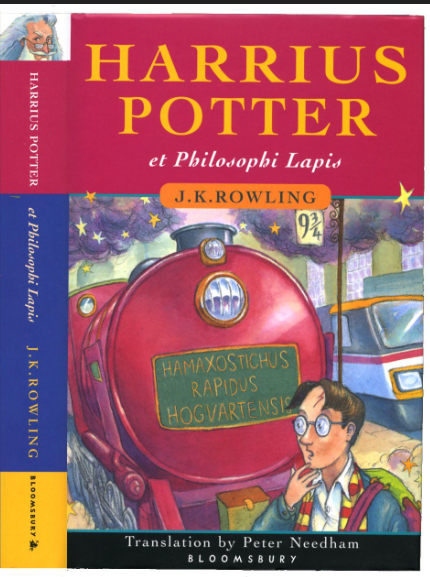 HARRIUS POTTER
et Philosophi Lapis
J.K.ROWLING
BLOOMSBURY
HARRIUS
POTTER
et Philosophi Lapis
J.K.ROWLING
9¾
HAMAXOSTICHUS
RAPIDUS
HOGVARTENSIS
Translation by Peter Needham
BLOOMSBURY